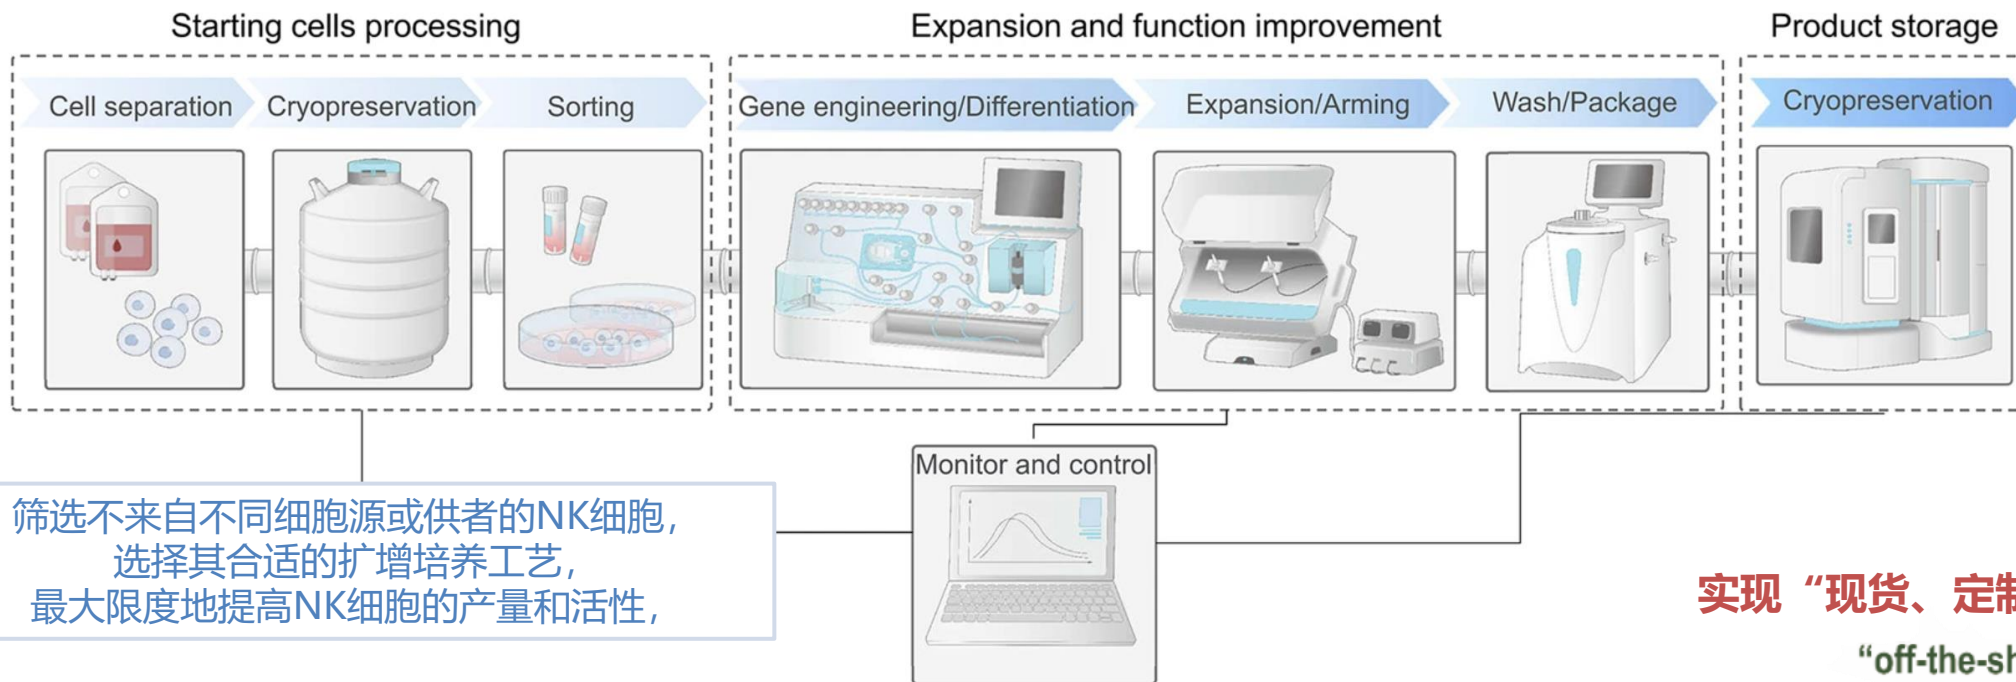 Starting cells processing
Expansion and function improvement
Product storage
Cell separation
Cryopreservation
Sorting
Gene engineering/Differentiation
Expansion/Arming
Wash/Package
Cryopreservation
Monitor and control
筛选不来自不同细胞源或供者的NK细胞,
选择其合适的扩增培养工艺,
最大限度地提高NK细胞的产量和活性,
实现“现货、定制
“off-the-sh